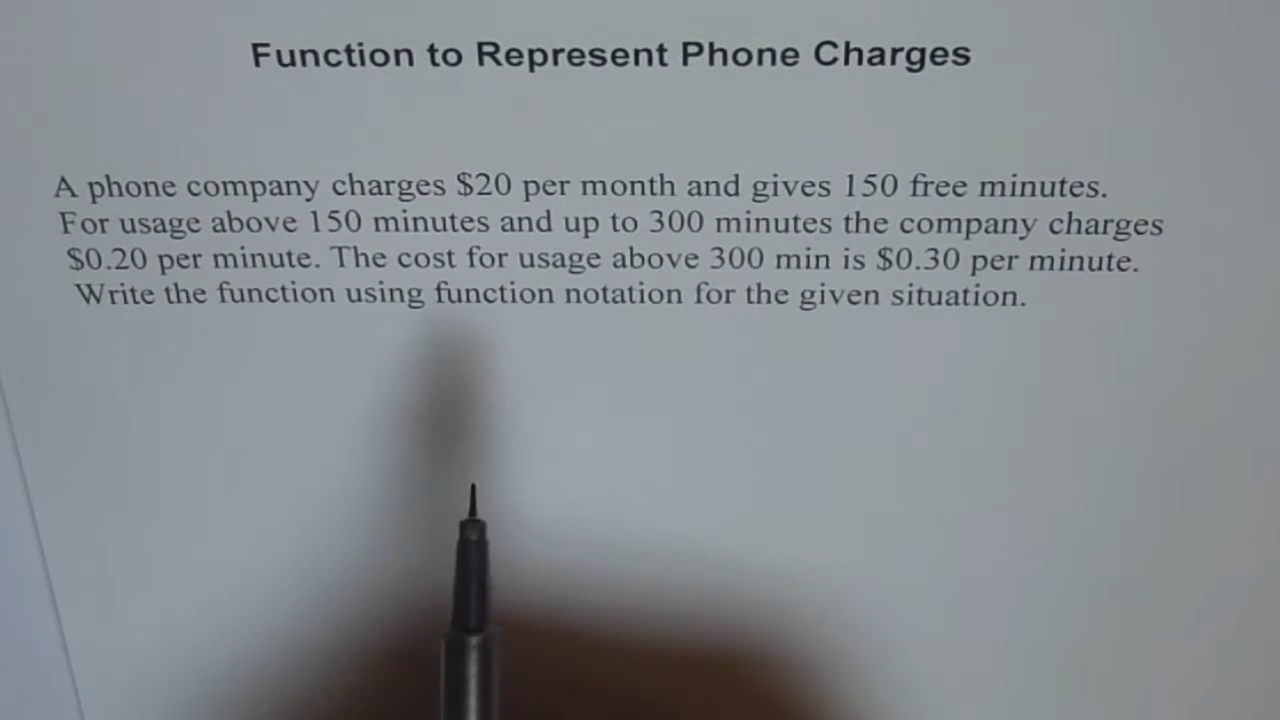 Function to Represent Phone Charges
A phone company charges $20 per month and gives 150 free minutes.
For usage above 150 minutes and up to 300 minutes the company charges
$0.20 per minute. The cost for usage above 300 min is $0.30 per minute.
Write the function using function notation for the given situation.